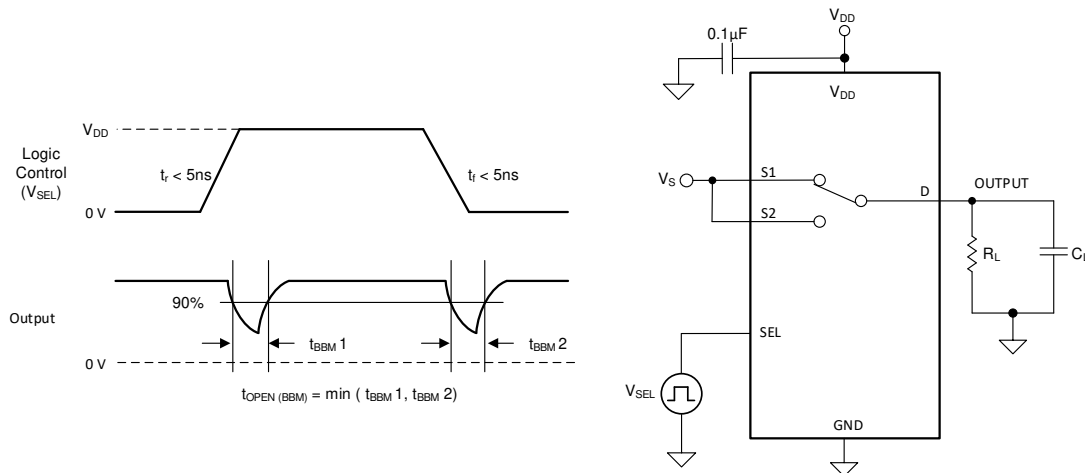 V_DD
Logic
Control
(V_SEL)
t_r < 5ns
t_f < 5ns
0 V
90%
Output
t_BBM 1
t_BBM 2
0 V
t_OPEN (BBM) = min ( t_BBM 1, t_BBM 2)
V_DD
0.1µF
V_DD
V_S
S1
S2
D
OUTPUT
R_L
C_L
SEL
V_SEL
GND